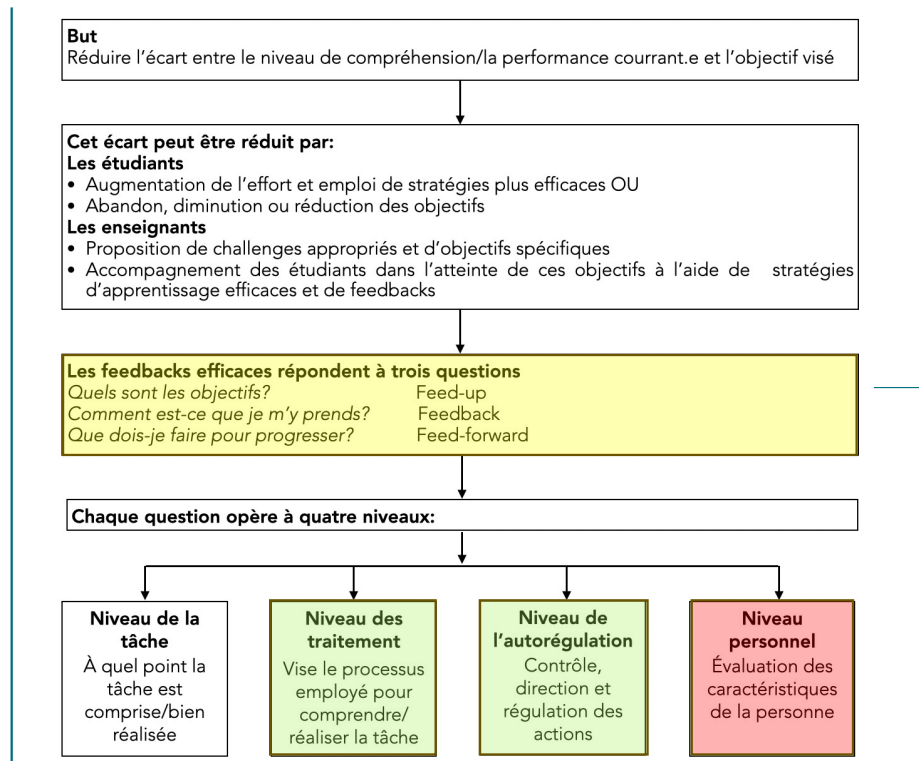 But
Réduire l'écart entre le niveau de compréhension/la performance courrant.e et l'objectif visé
Cet écart peut être réduit par:
Les étudiants
• Augmentation de l'effort et emploi de stratégies plus efficaces OU
• Abandon, diminution ou réduction des objectifs
Les enseignants
• Proposition de challenges appropriés et d'objectifs spécifiques
• Accompagnement des étudiants dans l'atteinte de ces objectifs à l'aide de stratégies
d'apprentissage efficaces et de feedbacks
Les feedbacks efficaces répondent à trois questions
Quels sont les objectifs? Feed-up
Comment est-ce que je m'y prends? Feedback
Que dois-je faire pour progresser? Feed-forward
Chaque question opère à quatre niveaux:
Niveau de la
tâche
À quel point la
tâche est
comprise/bien
réalisée
Niveau des
traitement
Vise le processus
employé pour
comprendre/
réaliser la tâche
Niveau de
l'autorégulation
Contrôle,
direction et
régulation des
actions
Niveau
personnel
Évaluation des
caractéristiques
de la personne